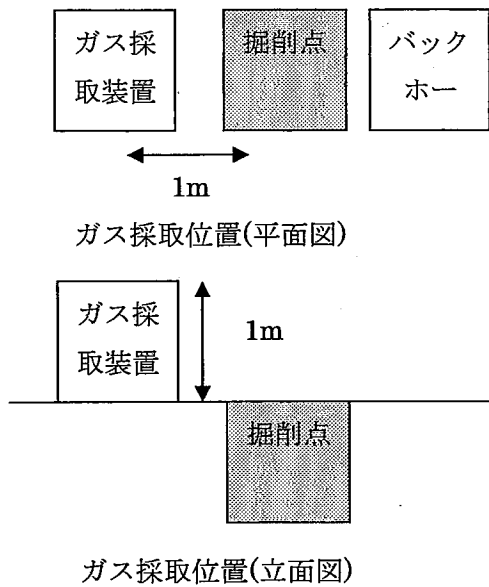 ガス採
取装置
掘削点
バック
ホー
1m
ガス採取位置(平面図)
ガス採
取装置
1m
掘削点
ガス採取位置(立面図)